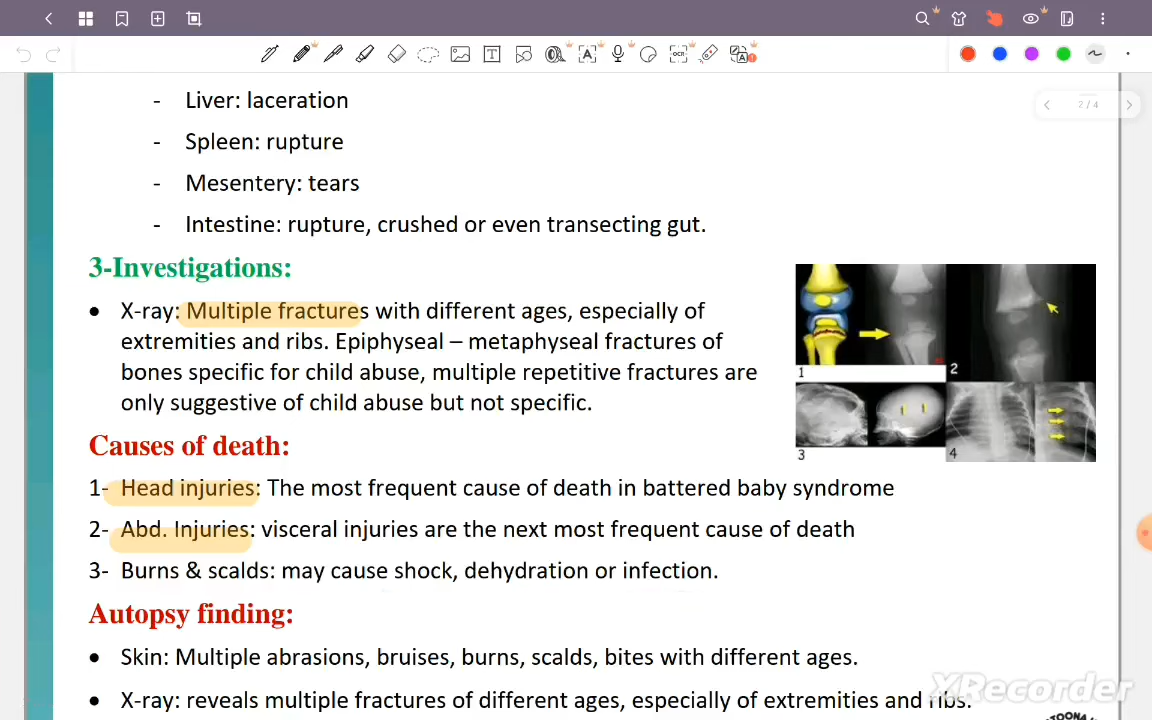 2/4
- Liver: laceration
- Spleen: rupture
- Mesentery: tears
- Intestine: rupture, crushed or even transecting gut.
3-Investigations:
• X-ray: Multiple fractures with different ages, especially of
extremities and ribs. Epiphyseal – metaphyseal fractures of
bones specific for child abuse, multiple repetitive fractures are
only suggestive of child abuse but not specific.
1
2
3
4
Causes of death:
1- Head injuries: The most frequent cause of death in battered baby syndrome
2- Abd. Injuries: visceral injuries are the next most frequent cause of death
3- Burns & scalds: may cause shock, dehydration or infection.
Autopsy finding:
• Skin: Multiple abrasions, bruises, burns, scalds, bites with different ages.
• X-ray: reveals multiple fractures of different ages, especially of extremities and ribs.
XRecorder